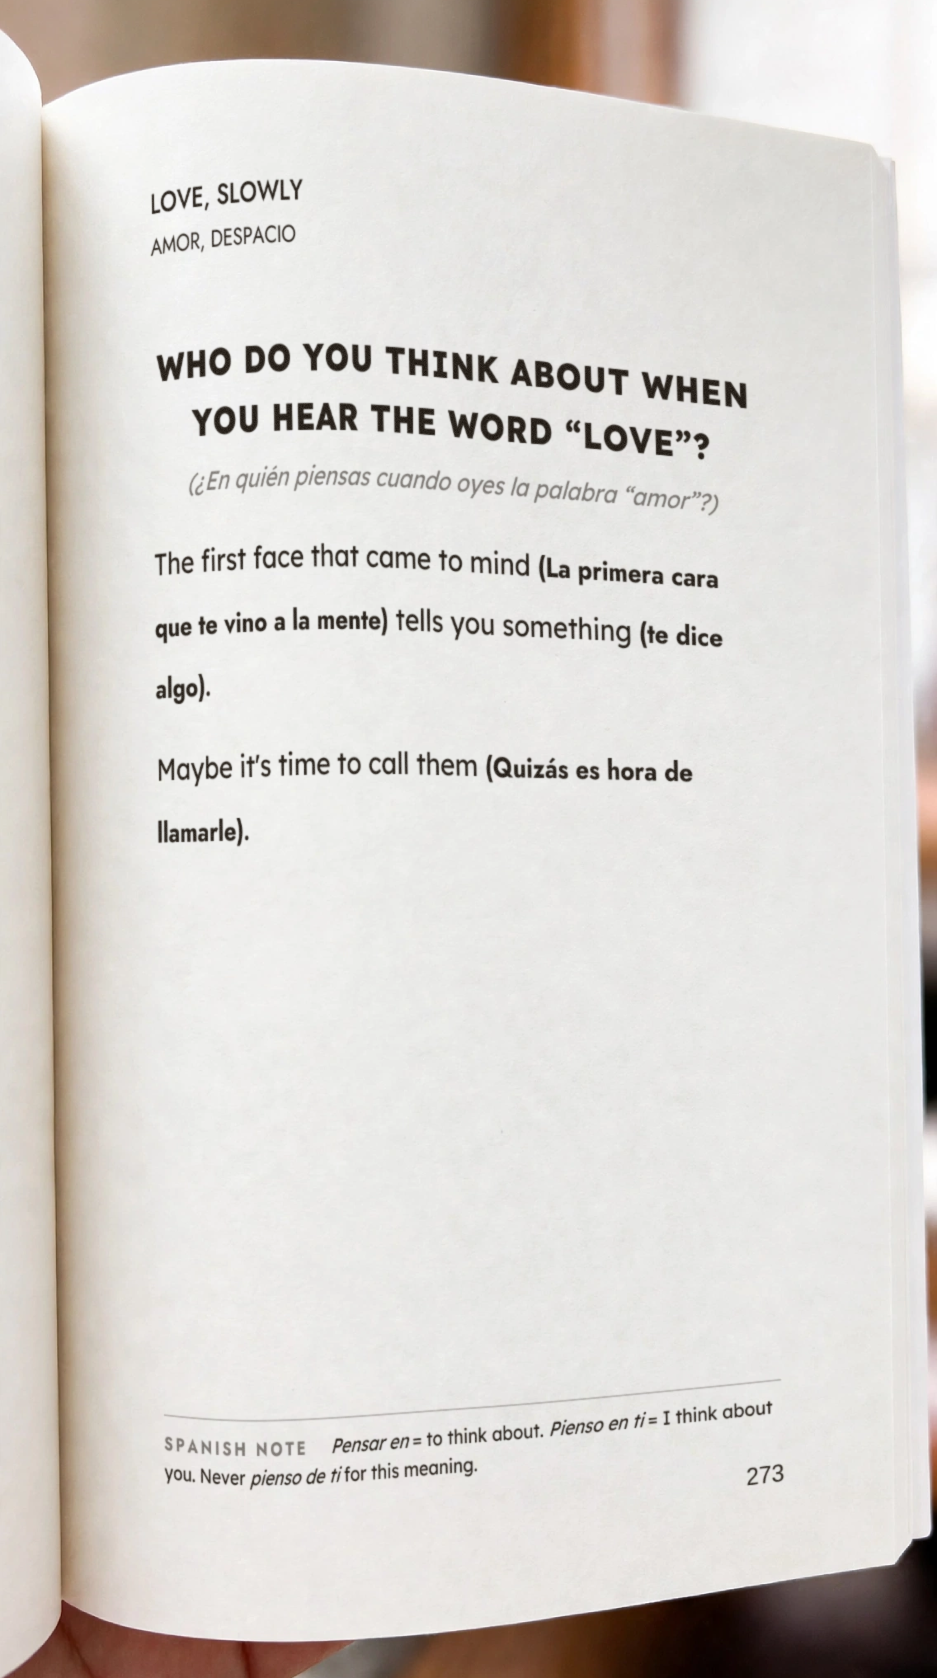 LOVE, SLOWLY
AMOR, DESPACIO
WHO DO YOU THINK ABOUT WHEN
YOU HEAR THE WORD “LOVE”?
(¿En quién piensas cuando oyes la palabra “amor”?)
The first face that came to mind (La primera cara
que te vino a la mente) tells you something (te dice
algo).
Maybe it's time to call them (Quizás es hora de
llamarle).
SPANISH NOTE Pensar en = to think about. Pienso en ti = I think about
you. Never pienso de ti for this meaning.
273